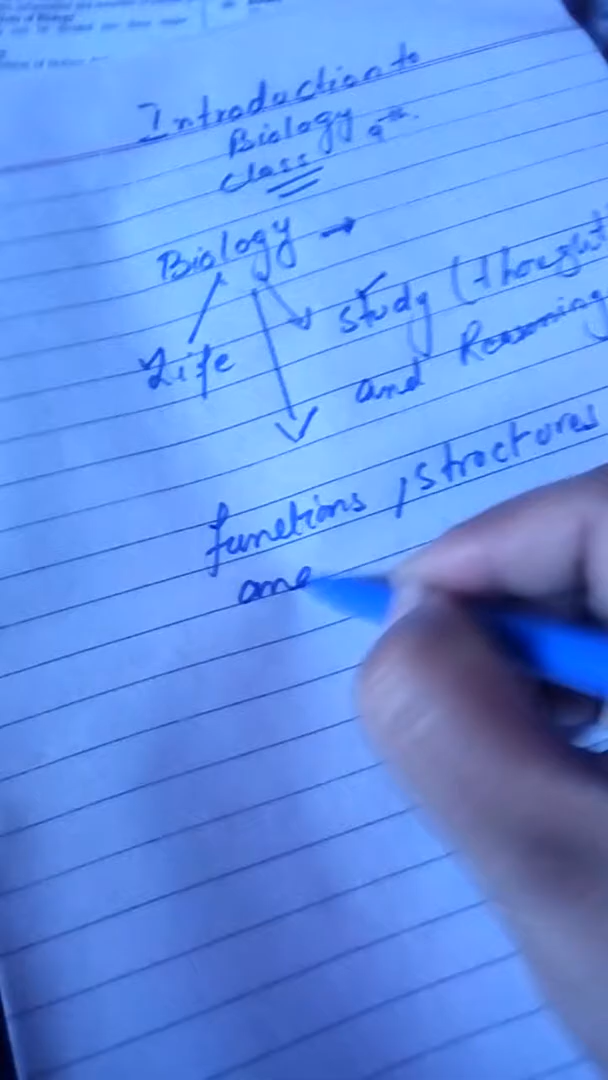 Introduction to
Biology 9th.
Class
Biology →
Study (thought
Life
and Reasoning
functions, structures
and